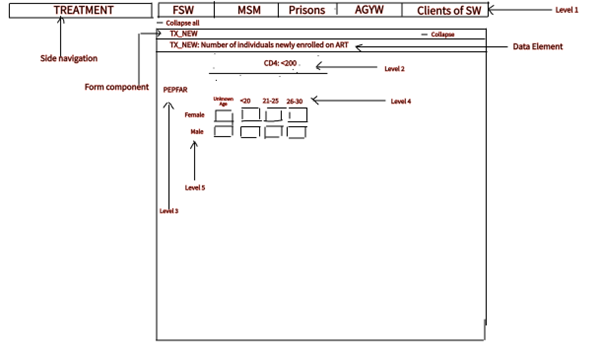 TREATMENT
FSW MSM Prisons AGYW Clients of SW
Level 1
Collapse all
TX_NEW
Collapse
TX_NEW: Number of individuals newly enrolled on ART
Data Element
Side navigation
CD4: <200
Level 2
Form component
PEPFAR
Unknown Age <20 21-25 26-30
Level 4
Female
Male
Level 5
Level 3